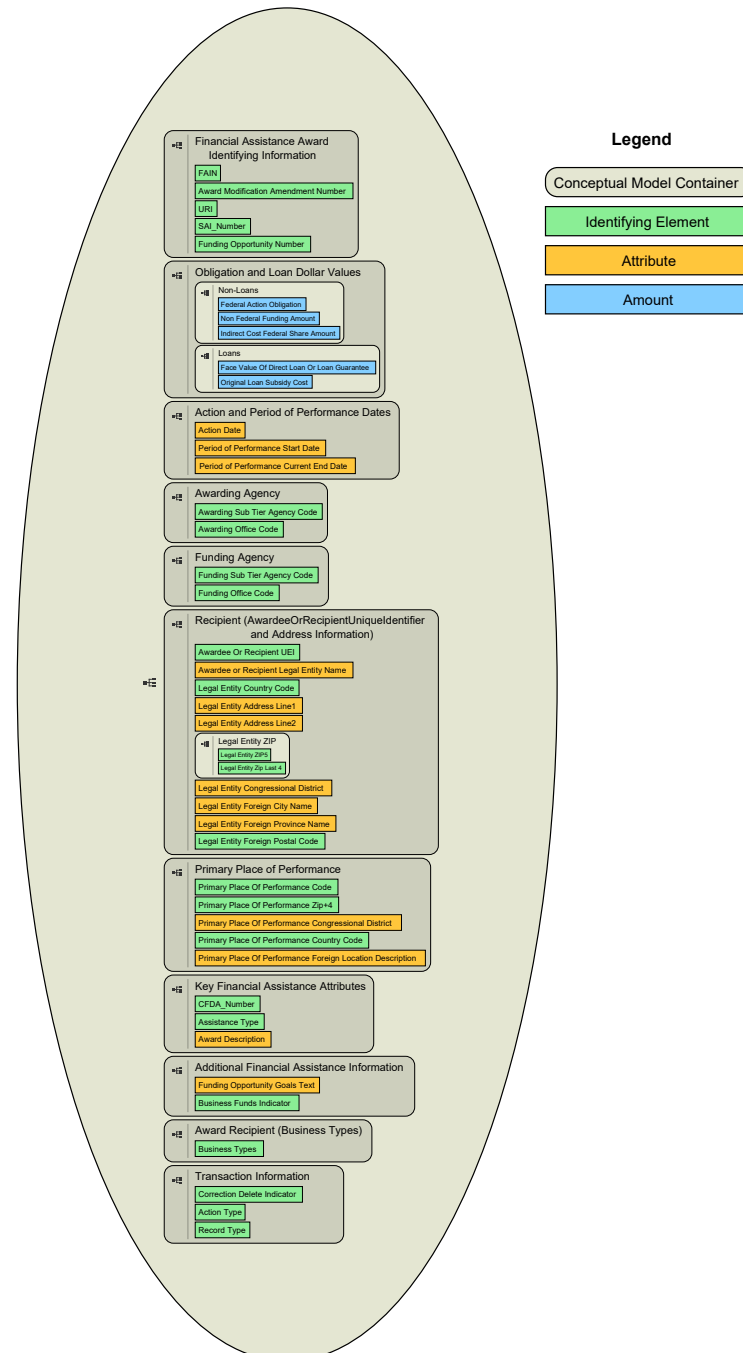 Financial Assistance Award
Identifying Information
FAIN
Award Modification Amendment Number
URI
SAI_Number
Funding Opportunity Number
Obligation and Loan Dollar Values
Non-Loans
Federal Action Obligation
Non Federal Funding Amount
Indirect Cost Federal Share Amount
Loans
Face Value Of Direct Loan Or Loan Guarantee
Original Loan Subsidy Cost
Action and Period of Performance Dates
Action Date
Period of Performance Start Date
Period of Performance Current End Date
Awarding Agency
Awarding Sub Tier Agency Code
Awarding Office Code
Funding Agency
Funding Sub Tier Agency Code
Funding Office Code
Recipient (AwardeeOrRecipientUniqueIdentifier
and Address Information)
Awardee Or Recipient UEI
Awardee or Recipient Legal Entity Name
Legal Entity Country Code
Legal Entity Address Line1
Legal Entity Address Line2
Legal Entity ZIP
Legal Entity ZIP5
Legal Entity Zip Last 4
Legal Entity Congressional District
Legal Entity Foreign City Name
Legal Entity Foreign Province Name
Legal Entity Foreign Postal Code
Primary Place of Performance
Primary Place Of Performance Code
Primary Place Of Performance Zip+4
Primary Place Of Performance Congressional District
Primary Place Of Performance Country Code
Primary Place Of Performance Foreign Location Description
Key Financial Assistance Attributes
CFDA_Number
Assistance Type
Award Description
Additional Financial Assistance Information
Funding Opportunity Goals Text
Business Funds Indicator
Award Recipient (Business Types)
Business Types
Transaction Information
Correction Delete Indicator
Action Type
Record Type
Legend
Conceptual Model Container
Identifying Element
Attribute
Amount